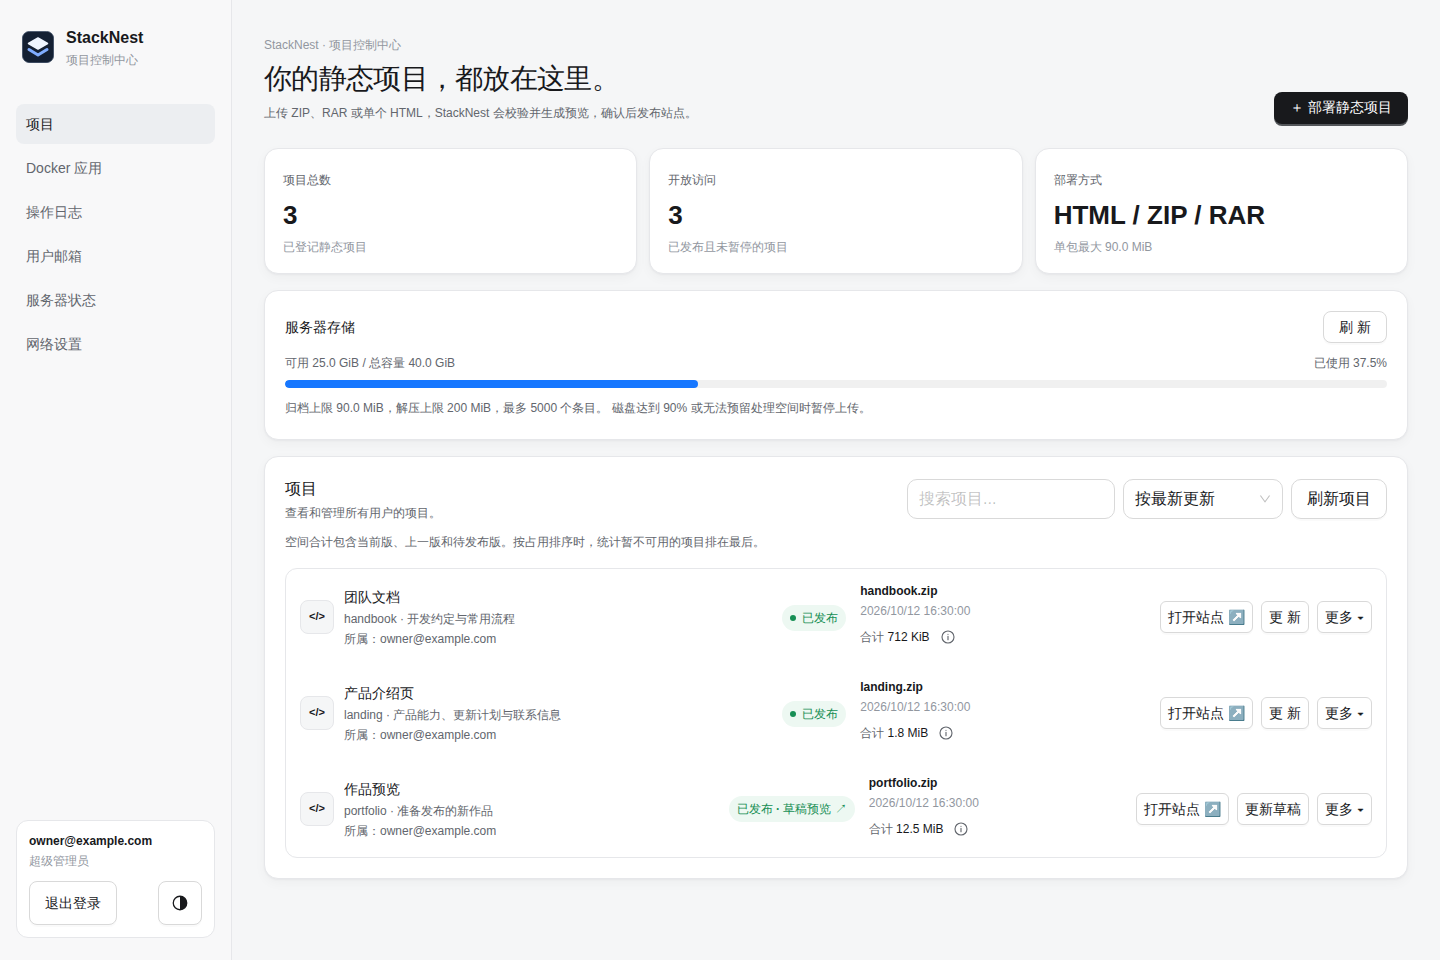 StackNest
项目控制中心
项目
Docker 应用
操作日志
用户邮箱
服务器状态
网络设置
owner@example.com
超级管理员
退出登录
StackNest · 项目控制中心
你的静态项目，都放在这里。
上传 ZIP、RAR 或单个 HTML，StackNest 会校验并生成预览，确认后发布站点。
+ 部署静态项目
项目总数
3
已登记静态项目
开放访问
3
已发布且未暂停的项目
部署方式
HTML / ZIP / RAR
单包最大 90.0 MiB
服务器存储
刷 新
可用 25.0 GiB / 总容量 40.0 GiB
已使用 37.5%
归档上限 90.0 MiB，解压上限 200 MiB，最多 5000 个条目。 磁盘达到 90% 或无法预留处理空间时暂停上传。
项目
查看和管理所有用户的项目。
搜索项目...
按最新更新
刷新项目
空间合计包含当前版、上一版和待发布版。按占用排序时，统计暂不可用的项目排在最后。
</>
团队文档
handbook · 开发约定与常用流程
所属：owner@example.com
已发布
handbook.zip
2026/10/12 16:30:00
合计 712 KiB
打开站点 ↗
更 新
更多
</>
产品介绍页
landing · 产品能力、更新计划与联系信息
所属：owner@example.com
已发布
landing.zip
2026/10/12 16:30:00
合计 1.8 MiB
打开站点 ↗
更 新
更多
</>
作品预览
portfolio · 准备发布的新作品
所属：owner@example.com
已发布 · 草稿预览 ↗
portfolio.zip
2026/10/12 16:30:00
合计 12.5 MiB
打开站点 ↗
更新草稿
更多